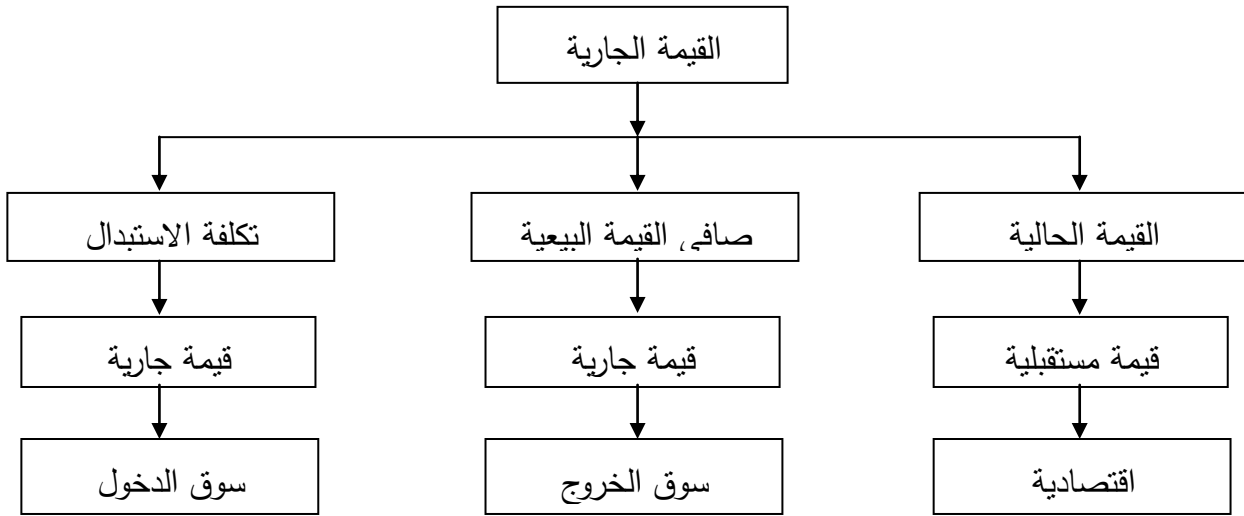 القيمة الجارية
القيمة الحالية
صافي القيمة البيعية
تكلفة الاستبدال
قيمة مستقبلية
قيمة جارية
قيمة جارية
اقتصادية
سوق الخروج
سوق الدخول